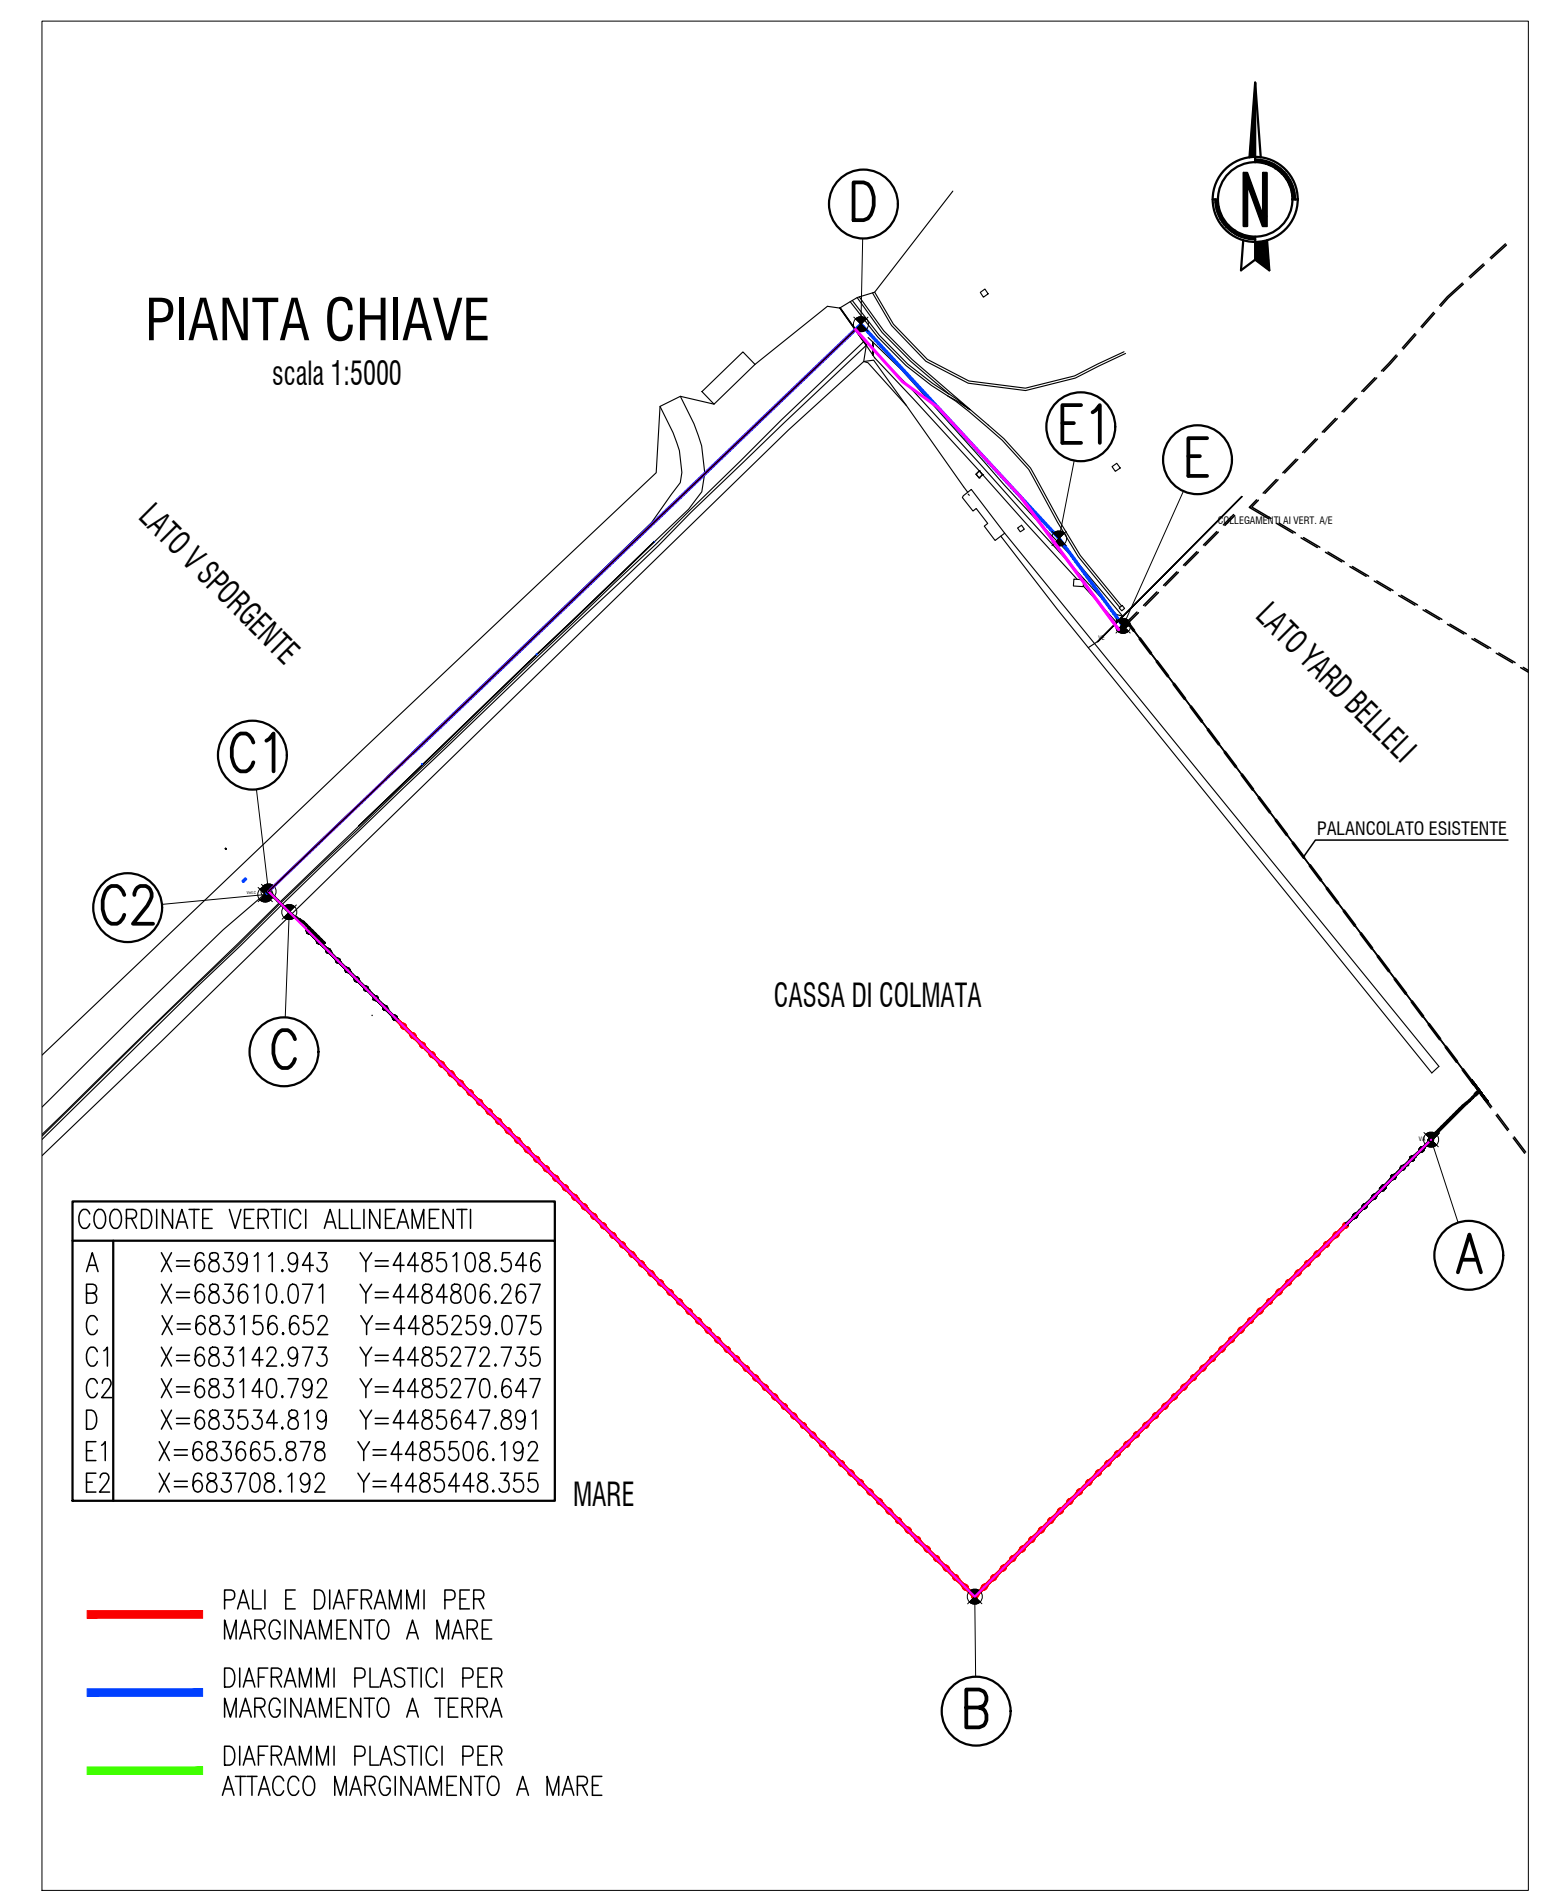 D
N
PIANTA CHIAVE
scala 1:5000
E1
E
COLLEGAMENTI AI VERT. A/E
LATO V SPORGENTE
LATO YARD BELLELI
C1
PALANCOLATO ESISTENTE
C2
CASSA DI COLMATA
C
A
COORDINATE VERTICI ALLINEAMENTI
A X=683911.943 Y=4485108.546
B X=683610.071 Y=4484806.267
C X=683156.652 Y=4485259.075
C1 X=683142.973 Y=4485272.735
C2 X=683140.792 Y=4485270.647
D X=683534.819 Y=4485647.891
E1 X=683665.878 Y=4485506.192
E2 X=683708.192 Y=4485448.355
MARE
PALI E DIAFRAMMI PER
MARGINAMENTO A MARE
DIAFRAMMI PLASTICI PER
MARGINAMENTO A TERRA
B
DIAFRAMMI PLASTICI PER
ATTACCO MARGINAMENTO A MARE